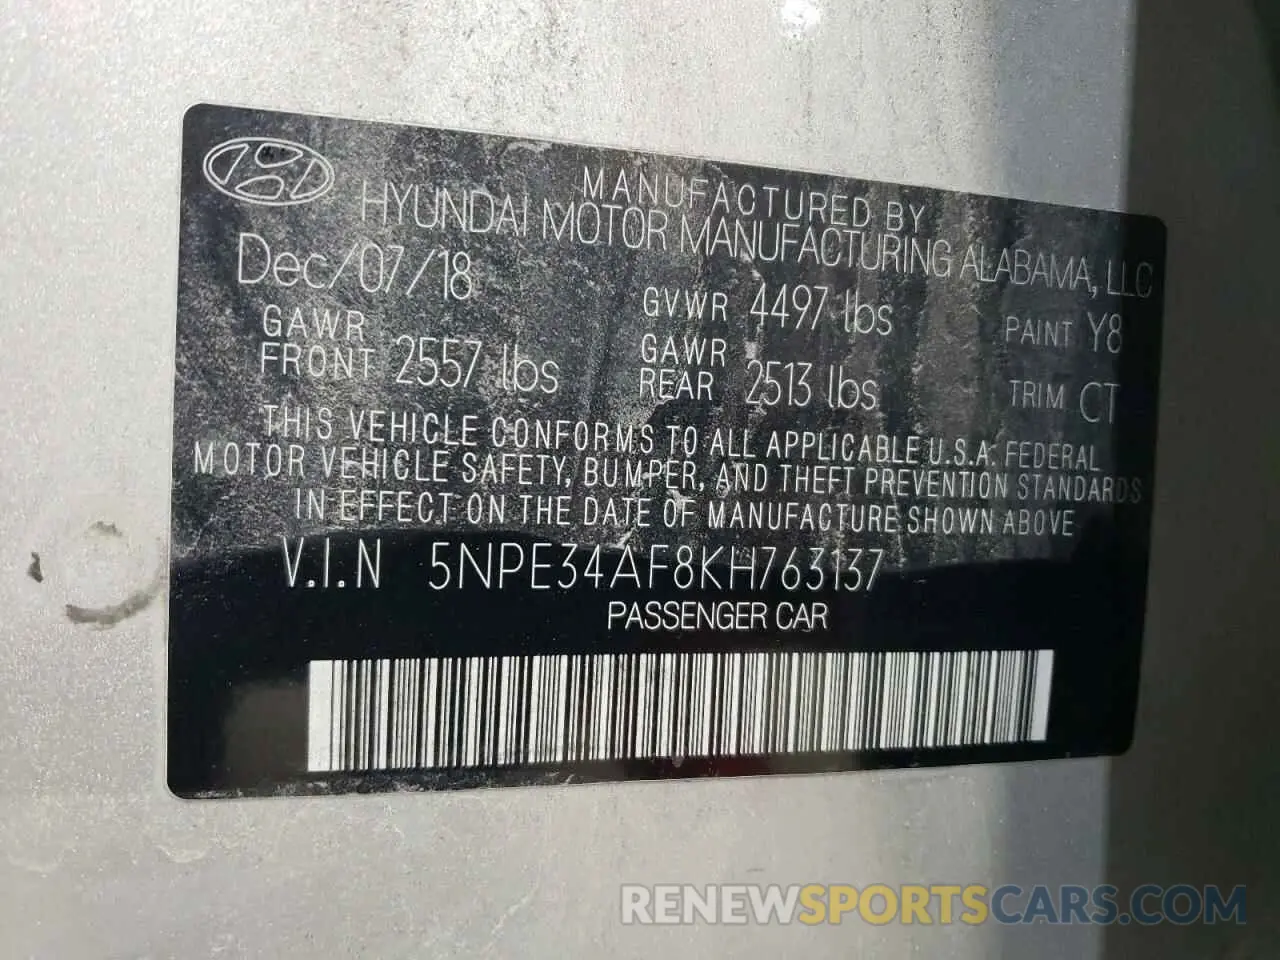 MANUFACTURED BY
HYUNDAI MOTOR MANUFACTURING ALABAMA, LLC
Dec/07/18
GVWR 4497 lbs
PAINT Y8
GAWR
FRONT 2557 lbs
GAWR
REAR 2513 lbs
TRIM CT
THIS VEHICLE CONFORMS TO ALL APPLICABLE U.S.A. FEDERAL
MOTOR VEHICLE SAFETY, BUMPER, AND THEFT PREVENTION STANDARDS
IN EFFECT ON THE DATE OF MANUFACTURE SHOWN ABOVE
V.I.N 5NPE34AF8KH763137
PASSENGER CAR
RENEWSPORTSCARS.COM